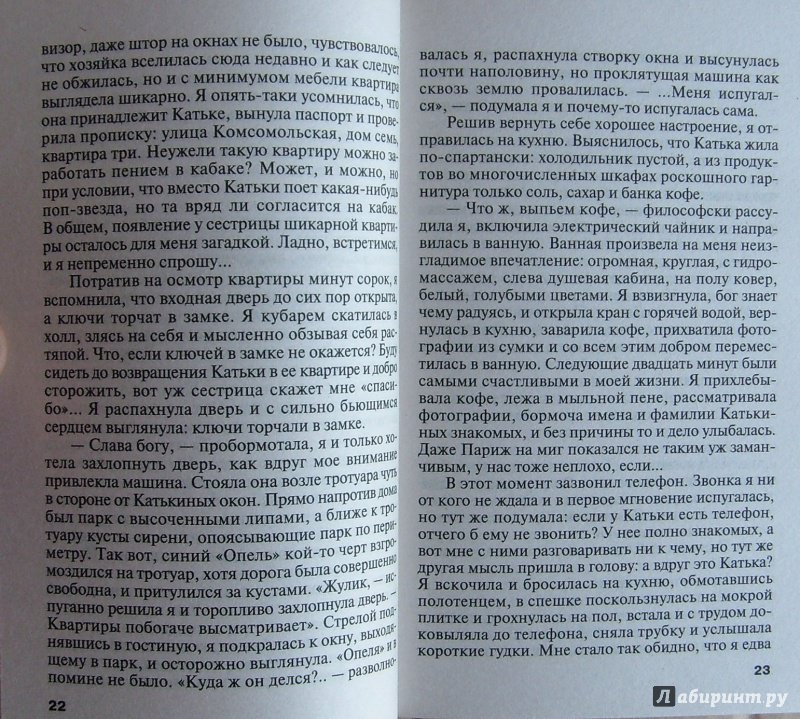 визор, даже штор на окнах не было, чувствовалось,
что хозяйка вселилась сюда недавно и как следует
не обжилась, но и с минимумом мебели квартира
выглядела шикарно. Я опять-таки усомнилась, что
она принадлежит Катьке, вынула паспорт и прове-
рила прописку: улица Комсомольская, дом семь,
квартира три. Неужели такую квартиру можно за-
работать пением в кабаке? Может, и можно, но
при условии, что вместо Катьки поет какая-нибудь
поп-звезда, но та вряд ли согласится на кабак.
В общем, появление у сестрицы шикарной кварти-
ры осталось для меня загадкой. Ладно, встретимся,
и я непременно спрошу...
Потратив на осмотр квартиры минут сорок, я
вспомнила, что входная дверь до сих пор открыта,
а ключи торчат в замке. Я кубарем скатилась в
холл, злясь на себя и мысленно обзывая себя рас-
тяпой. Что, если ключей в замке не окажется? Буду
сидеть до возвращения Катьки в ее квартире и добро
сторожить, вот уж сестрица скажет мне «спаси-
бо»... Я распахнула дверь и с сильно бьющимся
сердцем выглянула: ключи торчали в замке.
— Слава богу, — пробормотала, я и только хо-
тела захлопнуть дверь, как вдруг мое внимание
привлекла машина. Стояла она возле тротуара чуть
в стороне от Катькиных окон. Прямо напротив дома
был парк с высоченными липами, а ближе к тро-
туару кусты сирени, опоясывающие парк по пери-
метру. Так вот, синий «Опель» кой-то черт взгро-
моздился на тротуар, хотя дорога была совершенно
свободна, и притулился за кустами. «Жулик, — ис-
пуганно решила я и торопливо захлопнула дверь. —
Квартиры побогаче высматривает». Стрелой под-
нявшись в гостиную, я подкралась к окну, выходя-
щему в парк, и осторожно выглянула. «Опеля» и в
помине не было. «Куда ж он делся?.. — разволно-
22
валась я, распахнула створку окна и высунулась
почти наполовину, но проклятущая машина как
сквозь землю провалилась. — ...Меня испугал-
ся», — подумала я и почему-то испугалась сама.
Решив вернуть себе хорошее настроение, я от-
правилась на кухню. Выяснилось, что Катька жила
по-спартански: холодильник пустой, а из продук-
тов во многочисленных шкафах роскошного гар-
нитура только соль, сахар и банка кофе.
— Что ж, выпьем кофе, — философски рассу-
дила я, включила электрический чайник и напра-
вилась в ванную. Ванная произвела на меня неиз-
гладимое впечатление: огромная, круглая, с гидро-
массажем, слева душевая кабина, на полу ковер,
белый, голубыми цветами. Я взвизгнула, бог знает
чему радуясь, и открыла кран с горячей водой, вер-
нулась в кухню, заварила кофе, прихватила фото-
графии из сумки и со всем этим добром перемес-
тилась в ванную. Следующие двадцать минут были
самыми счастливыми в моей жизни. Я прихлебы-
вала кофе, лежа в мыльной пене, рассматривала
фотографии, бормоча имена и фамилии Катьки-
ных знакомых, и без причины то и дело улыбалась.
Даже Париж на миг показался не таким уж заман-
чивым, у нас тоже неплохо, если...
В этот момент зазвонил телефон. Звонка я ни
от кого не ждала и в первое мгновение испугалась,
но тут же подумала: если у Катьки есть телефон,
отчего б ему не звонить? У нее полно знакомых, а
вот мне с ними разговаривать ни к чему, но тут же
другая мысль пришла в голову: а вдруг это Катька?
Я вскочила и бросилась на кухню, обмотавшись
полотенцем, в спешке поскользнулась на мокрой
плитке и грохнулась на пол, встала и с трудом до-
ковыляла до телефона, сняла трубку и услышала
короткие гудки. Мне стало так обидно, что я едва
23
Лабиринт.ру